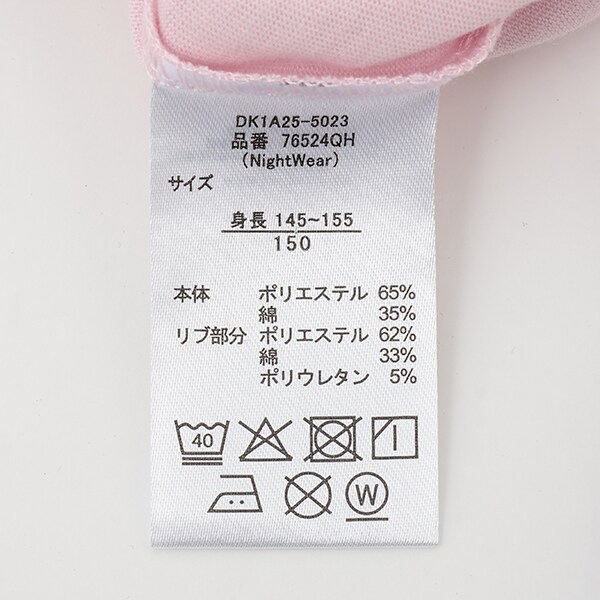 DK1A25-5023
品番 76524QH
(NightWear)
サイズ
身長 145~155
150
本体 ポリエステル 65%
綿 35%
リブ部分 ポリエステル 62%
綿 33%
ポリウレタン 5%
40
W